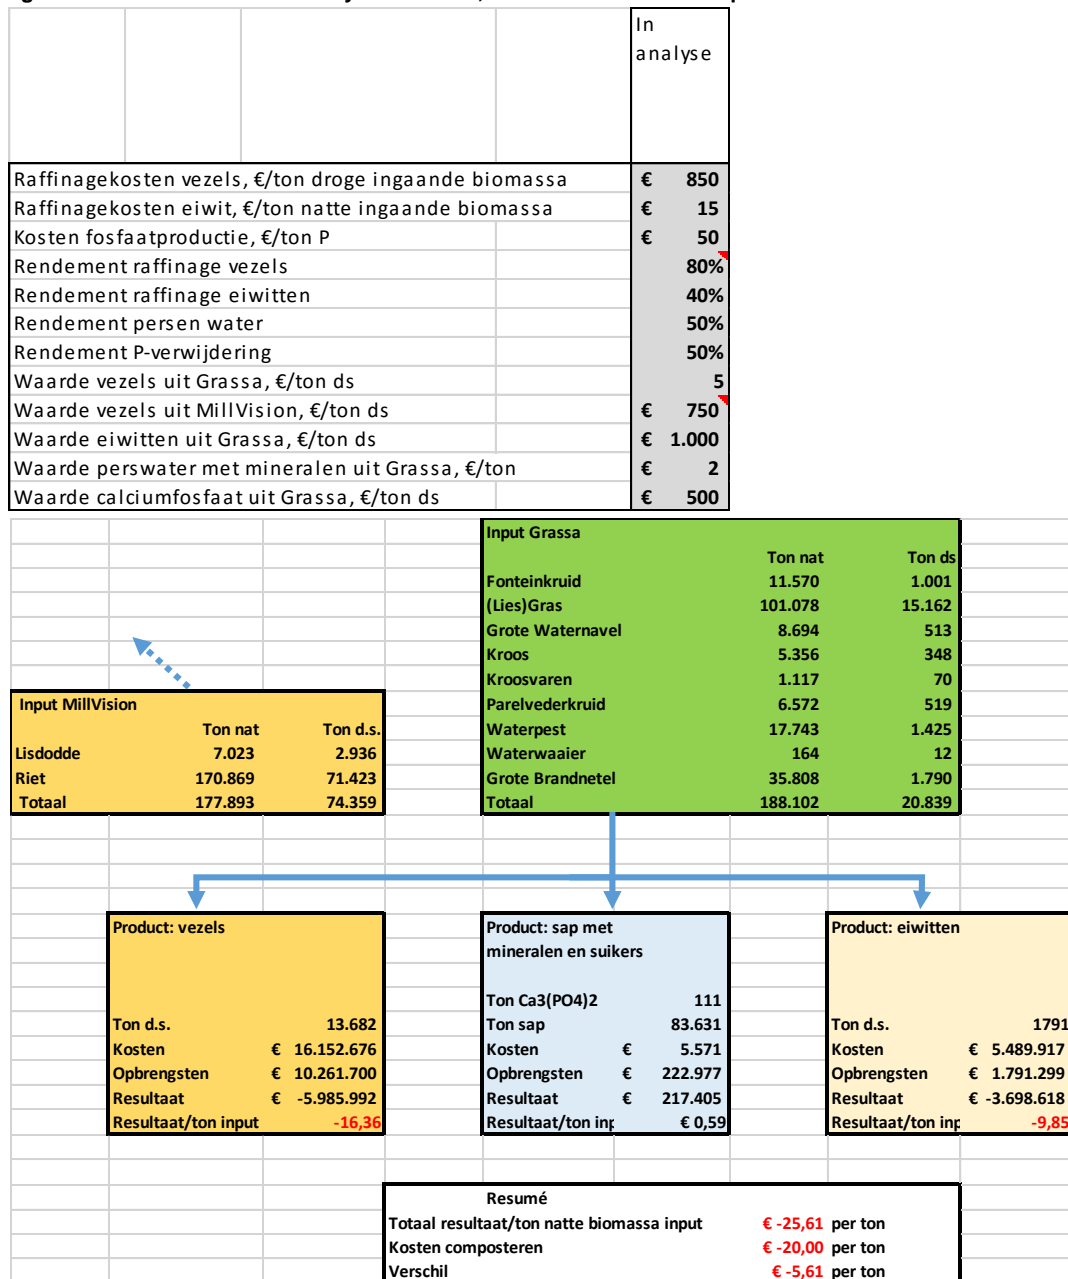 In
analyse
Raffinagekosten vezels, €/ton droge ingaande biomassa € 850
Raffinagekosten eiwit, €/ton natte ingaande biomassa € 15
Kosten fosfaatproductie, €/ton P € 50
Rendement raffinage vezels 80%
Rendement raffinage eiwitten 40%
Rendement persen water 50%
Rendement P-verwijdering 50%
Waarde vezels uit Grassa, €/ton ds 5
Waarde vezels uit MillVision, €/ton ds € 750
Waarde eiwitten uit Grassa, €/ton ds € 1.000
Waarde perswater met mineralen uit Grassa, €/ton € 2
Waarde calciumfosfaat uit Grassa, €/ton ds € 500
Input Grassa
Ton nat Ton ds
Fonteinkruid 11.570 1.001
(Lies)Gras 101.078 15.162
Grote Waternavel 8.694 513
Kroos 5.356 348
Kroosvaren 1.117 70
Parelvederkruid 6.572 519
Waterpest 17.743 1.425
Waterwaaier 164 12
Grote Brandnetel 35.808 1.790
Totaal 188.102 20.839
Input MillVision
Ton nat Ton d.s.
Lisdodde 7.023 2.936
Riet 170.869 71.423
Totaal 177.893 74.359
Product: vezels
Ton d.s. 13.682
Kosten € 16.152.676
Opbrengsten € 10.261.700
Resultaat € -5.985.992
Resultaat/ton input -16,36
Product: sap met
mineralen en suikers
Ton Ca3(PO4)2 111
Ton sap 83.631
Kosten € 5.571
Opbrengsten € 222.977
Resultaat € 217.405
Resultaat/ton inp € 0,59
Product: eiwitten
Ton d.s. 1791
Kosten € 5.489.917
Opbrengsten € 1.791.299
Resultaat € -3.698.618
Resultaat/ton inp -9,85
Resumé
Totaal resultaat/ton natte biomassa input € -25,61 per ton
Kosten composteren € -20,00 per ton
Verschil € -5,61 per ton